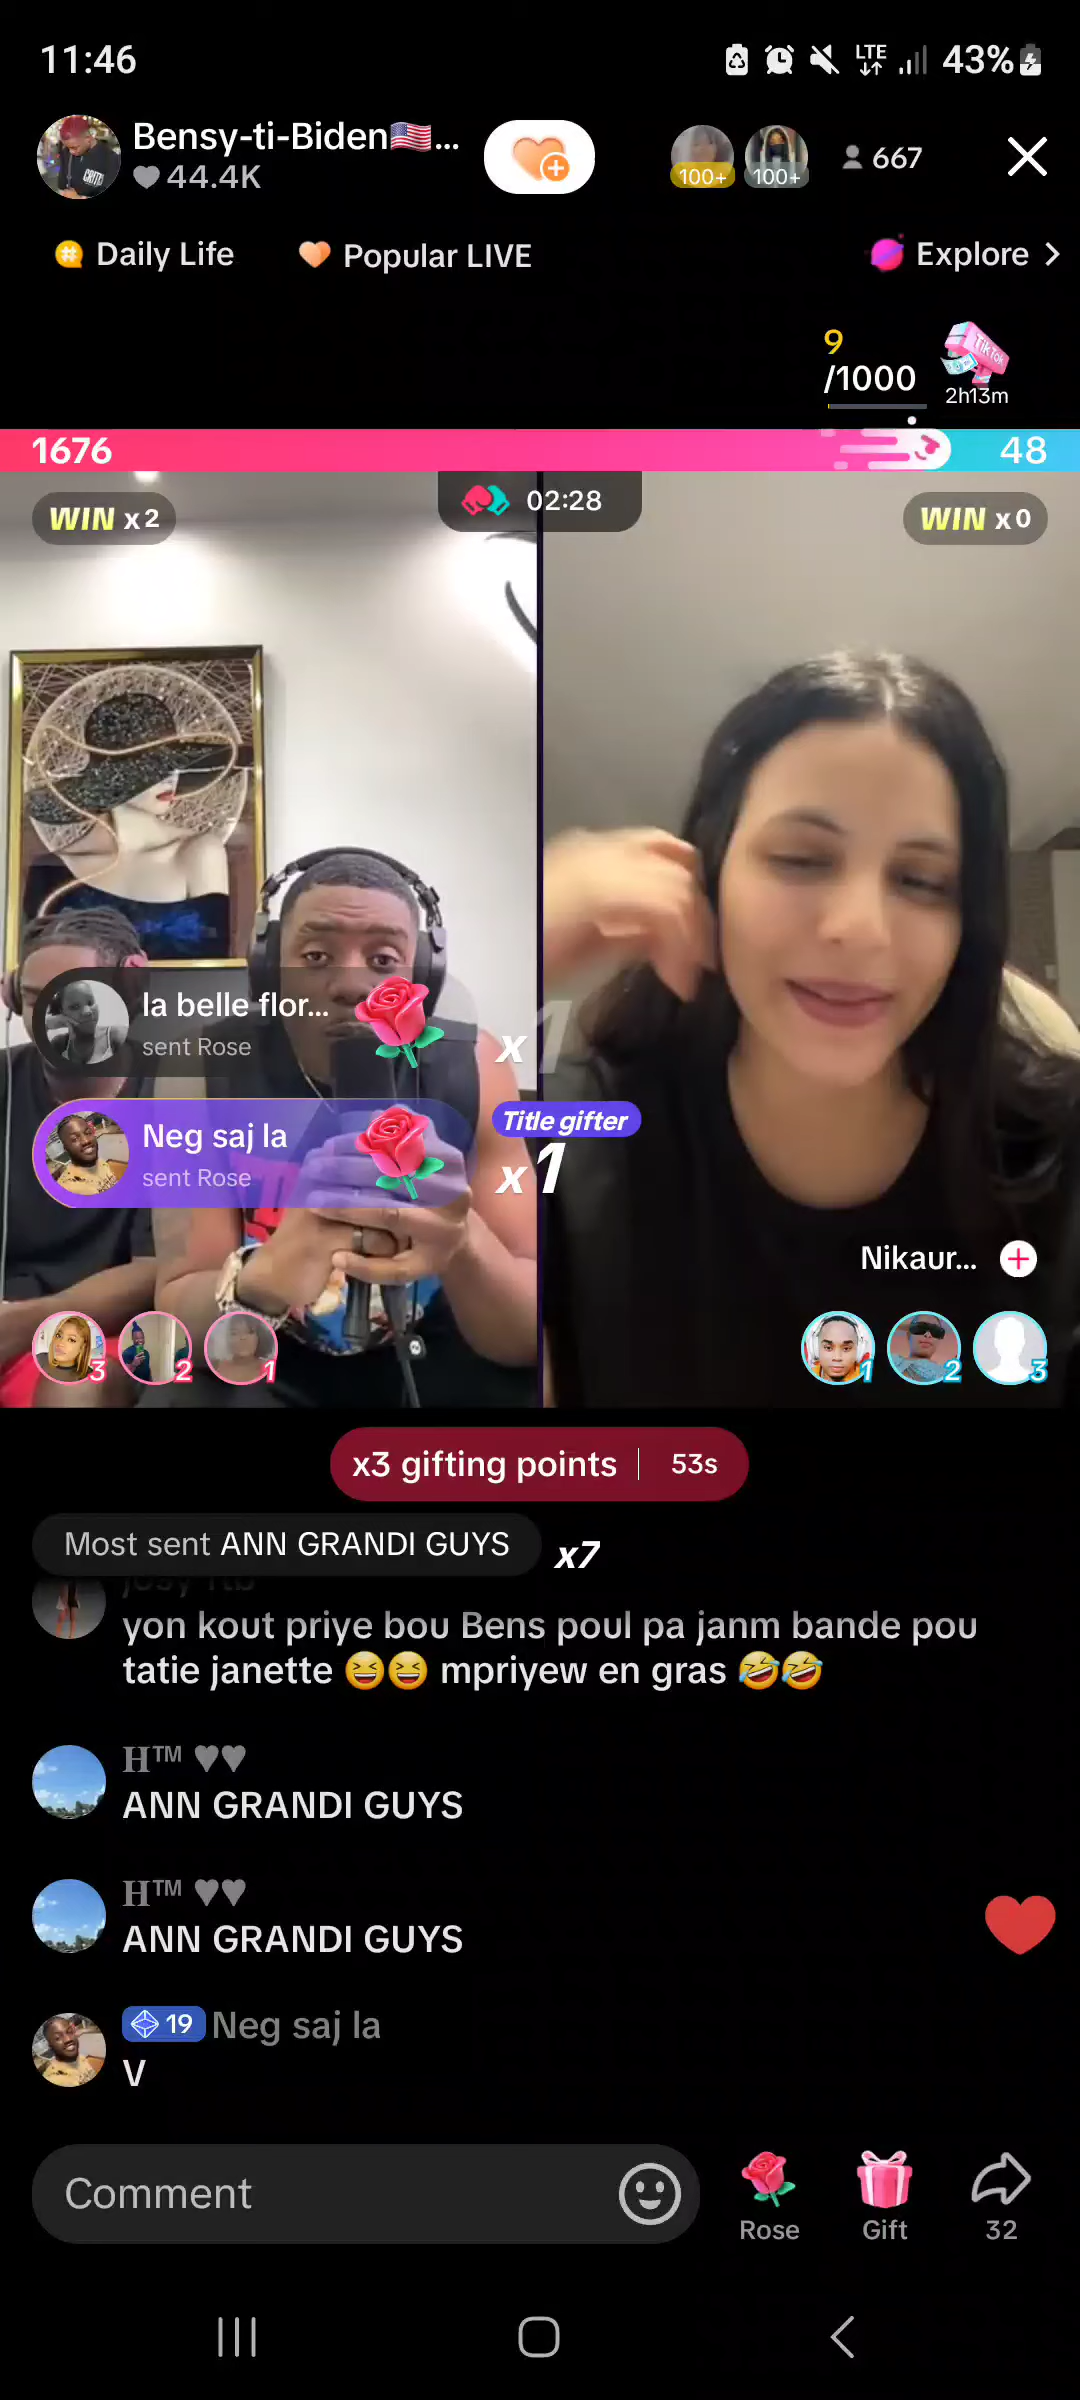 11:46
LTE
43%
Bensy-ti-Biden🇺🇸...
44.4K
100+
100+
667
# Daily Life
Popular LIVE
Explore
9
/1000
TikTok
2h13m
1676
48
WIN x2
02:28
WIN x0
la belle flor...
sent Rose
x1
Neg saj la
sent Rose
Title gifter
x1
Nikaur...
3
2
1
1
2
3
x3 gifting points
53s
Most sent ANN GRANDI GUYS
x7
yon kout priye bou Bens poul pa janm bande pou
tatie janette 😆😆 mpriyew en gras 🤣🤣
H™ ♥♥
ANN GRANDI GUYS
H™ ♥♥
ANN GRANDI GUYS
19 Neg saj la
V
Comment
Rose
Gift
32